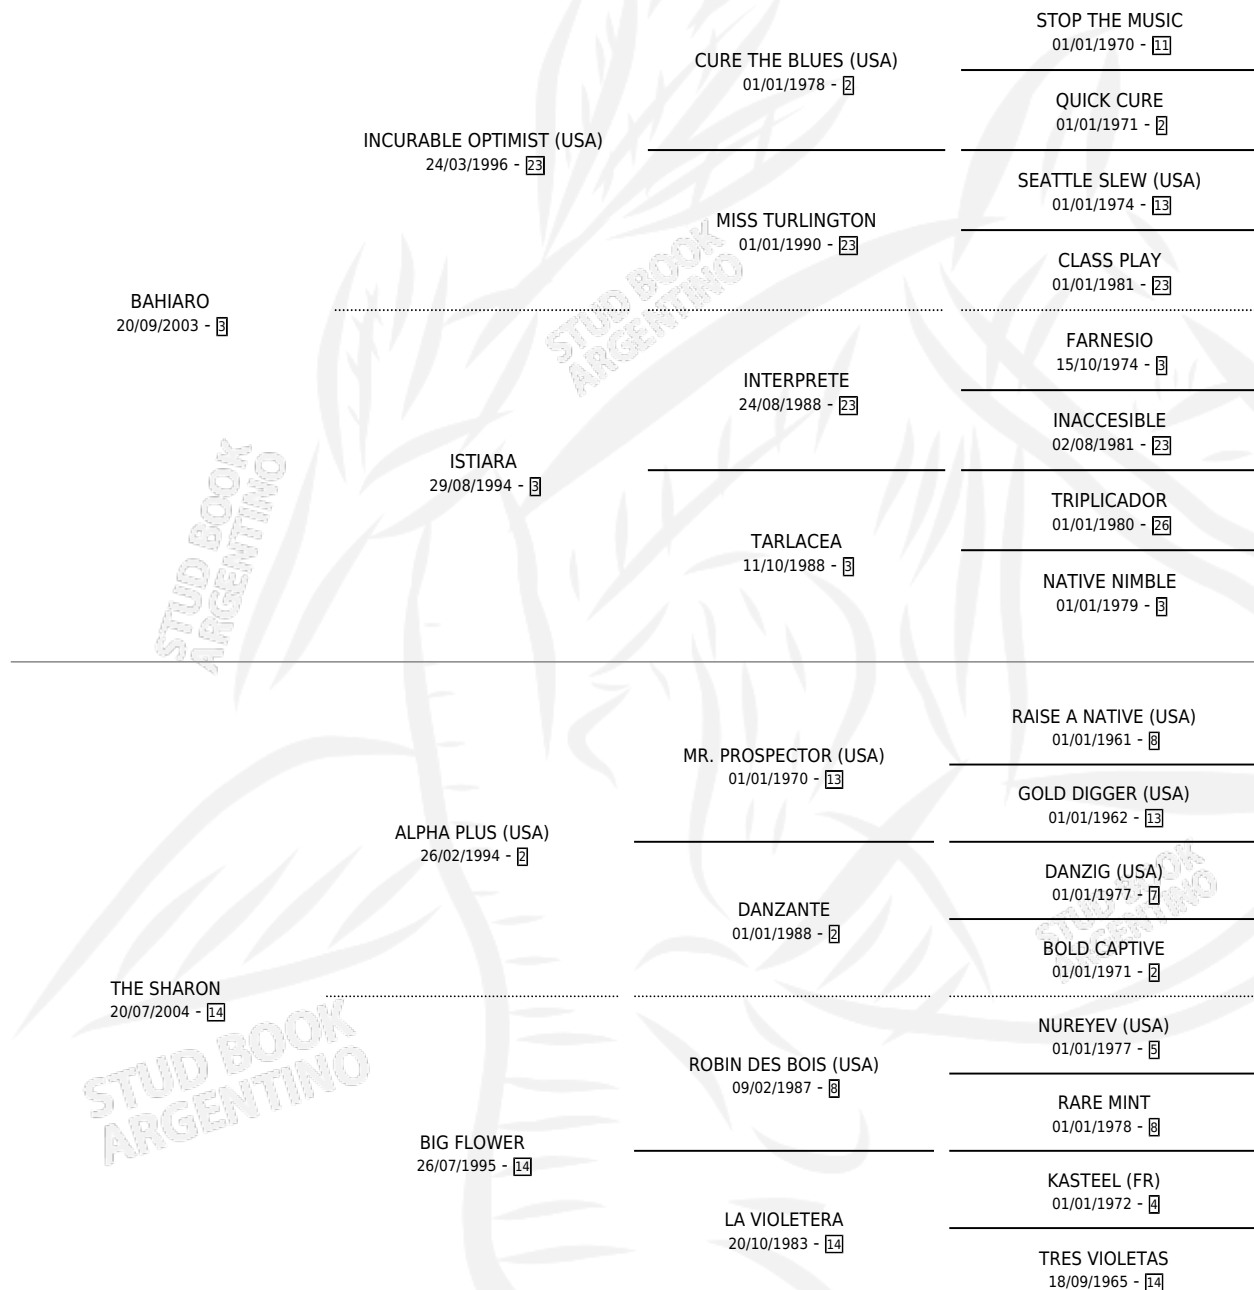 STOP THE MUSIC
01/01/1970 - 11
CURE THE BLUES (USA)
01/01/1978 - 2
QUICK CURE
01/01/1971 - 2
INCURABLE OPTIMIST (USA)
24/03/1996 - 23
SEATTLE SLEW (USA)
01/01/1974 - 13
MISS TURLINGTON
01/01/1990 - 23
CLASS PLAY
01/01/1981 - 23
BAHIARO
20/09/2003 - 3
FARNESIO
15/10/1974 - 3
INTERPRETE
24/08/1988 - 23
INACCESIBLE
02/08/1981 - 23
ISTIARA
29/08/1994 - 3
TRIPLICADOR
01/01/1980 - 26
TARLACEA
11/10/1988 - 3
NATIVE NIMBLE
01/01/1979 - 3
RAISE A NATIVE (USA)
01/01/1961 - 8
MR. PROSPECTOR (USA)
01/01/1970 - 13
GOLD DIGGER (USA)
01/01/1962 - 13
ALPHA PLUS (USA)
26/02/1994 - 2
DANZIG (USA)
01/01/1977 - 7
DANZANTE
01/01/1988 - 2
BOLD CAPTIVE
01/01/1971 - 2
THE SHARON
20/07/2004 - 14
NUREYEV (USA)
01/01/1977 - 5
ROBIN DES BOIS (USA)
09/02/1987 - 8
RARE MINT
01/01/1978 - 8
BIG FLOWER
26/07/1995 - 14
KASTEEL (FR)
01/01/1972 - 4
LA VIOLETERA
20/10/1983 - 14
TRES VIOLETAS
18/09/1965 - 14
STUD BOOK
ARGENTINO
STUD BOOK
ARGENTINO
STUD BOOK
ARGENTINO
STUD BOOK
ARGENTINO